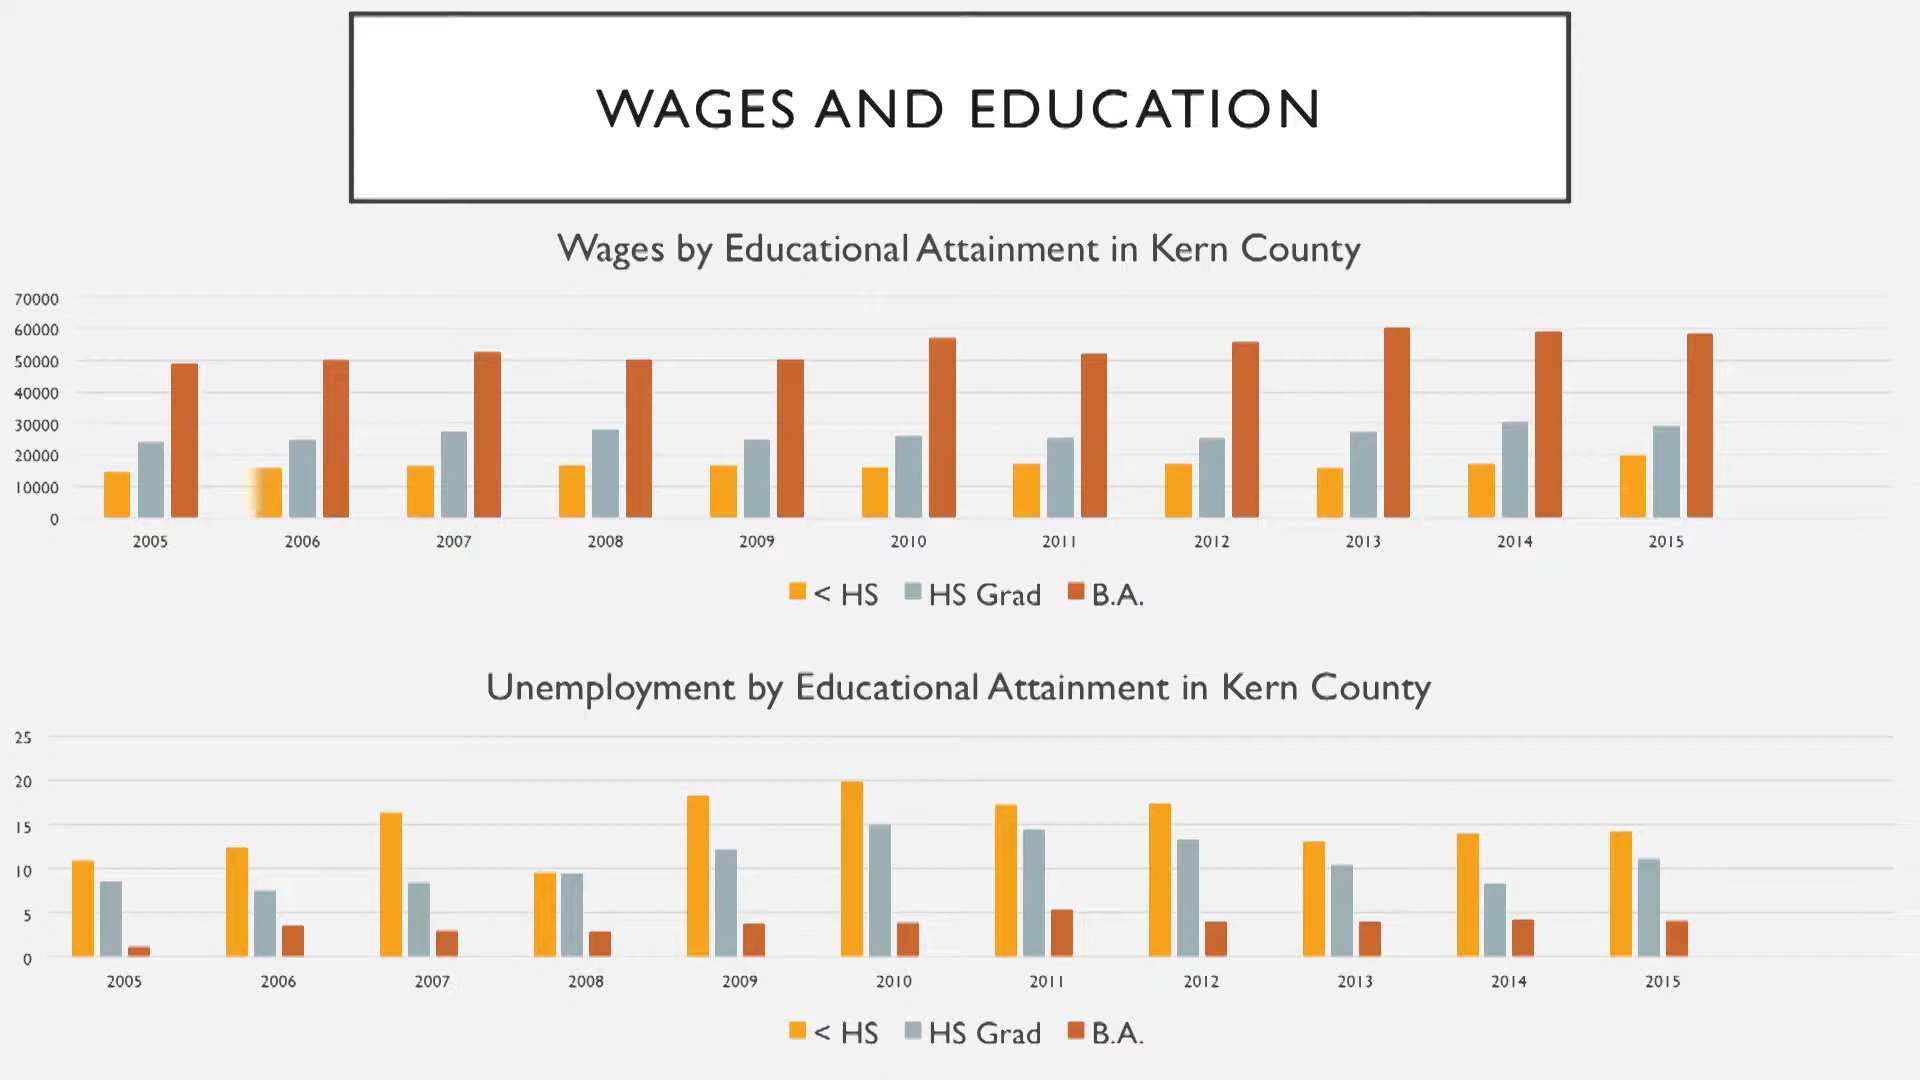 WAGES AND EDUCATION
Wages by Educational Attainment in Kern County
70000
60000
50000
40000
30000
20000
10000
0
2005 2006 2007 2008 2009 2010 2011 2012 2013 2014 2015
< HS HS Grad B.A.
Unemployment by Educational Attainment in Kern County
25
20
15
10
5
0
2005 2006 2007 2008 2009 2010 2011 2012 2013 2014 2015
< HS HS Grad B.A.